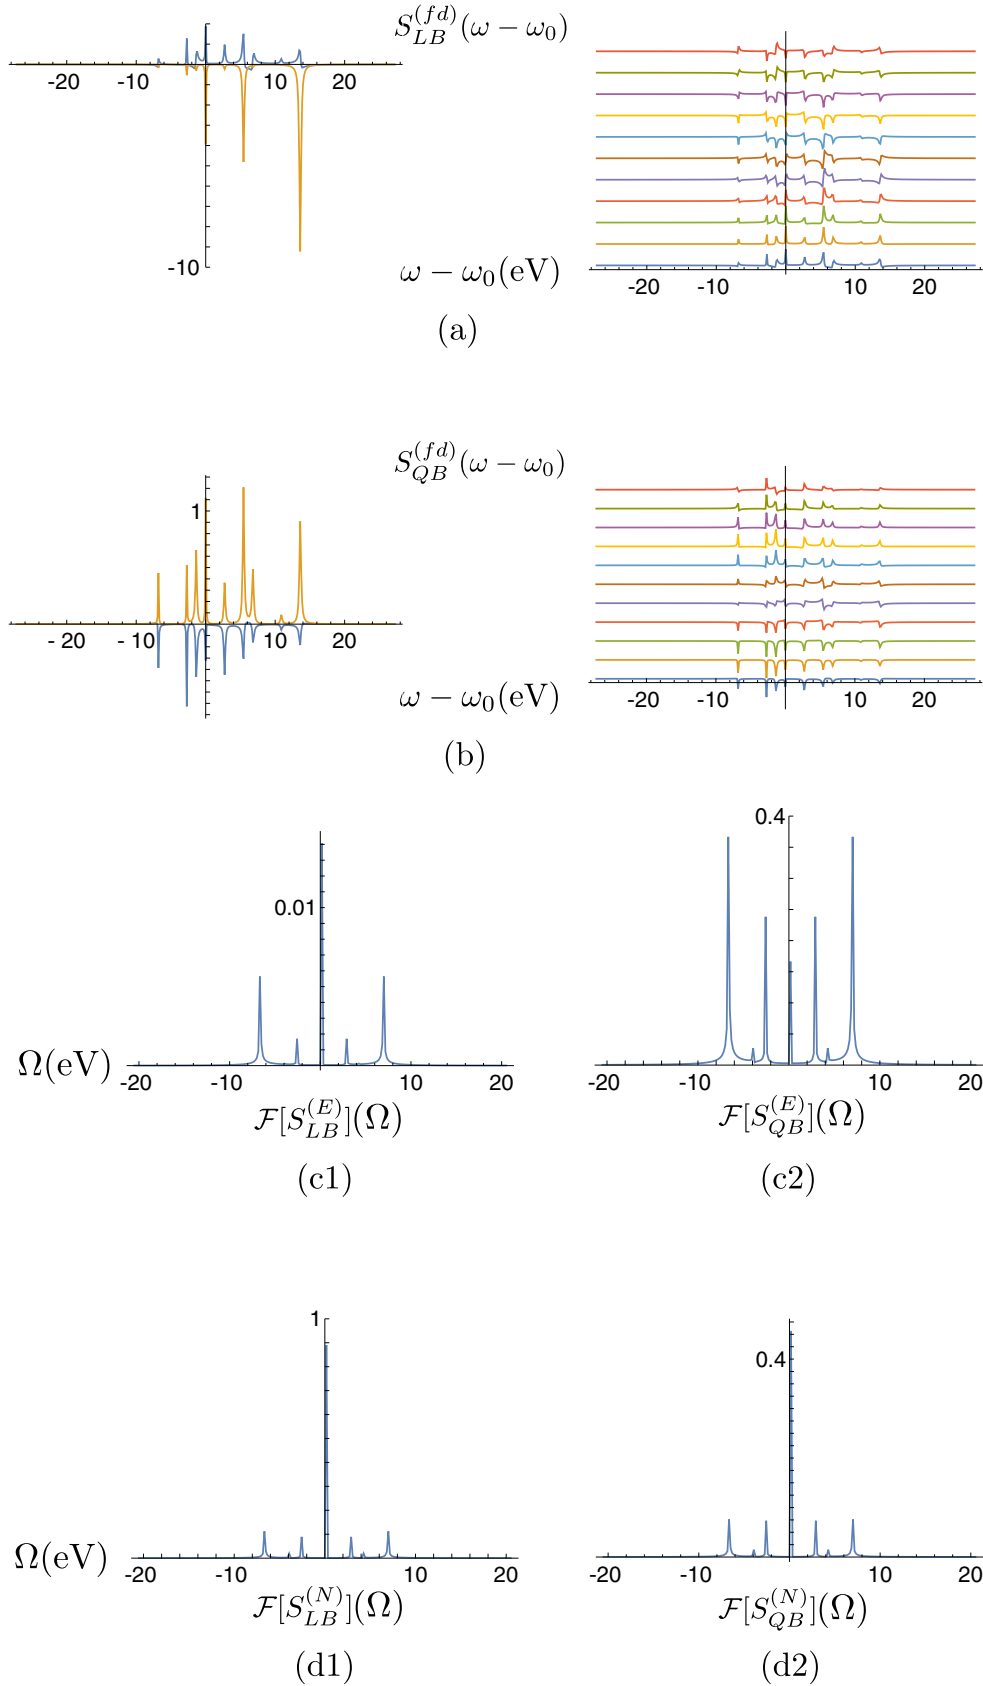 S_{LB}^{(fd)}(ω − ω_0)
-20 -10 10 20
-10
-20 -10 10 20
ω − ω_0(eV)
(a)
S_{QB}^{(fd)}(ω − ω_0)
1
- 20 - 10 10 20
-20 -10 10 20
ω − ω_0(eV)
(b)
0.01
0.4
Ω(eV)
-20 -10 10 20
-20 -10 10 20
F[S_{LB}^{(E)}](Ω)
F[S_{QB}^{(E)}](Ω)
(c1)
(c2)
1
0.4
Ω(eV)
-20 -10 10 20
-20 -10 10 20
F[S_{LB}^{(N)}](Ω)
F[S_{QB}^{(N)}](Ω)
(d1)
(d2)